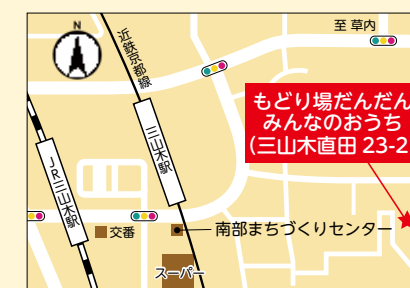 N
至 草内
近鉄京都線
もどり場だんだん
みんなのおうち
(三山木直田 23-2
三山木駅
JR三山木駅
交番
南部まちづくりセンター
スーパー